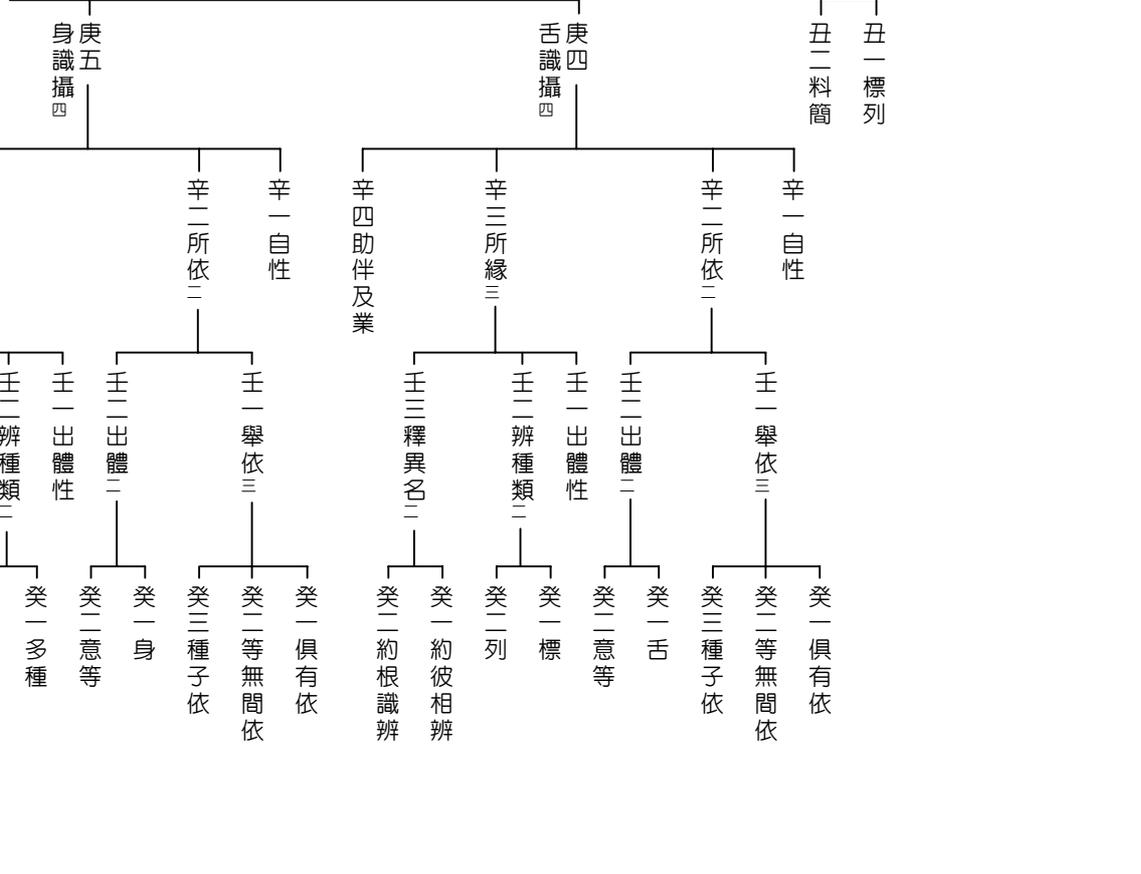 丑一標列
丑二料簡
庚四
舌識攝四
庚五
身識攝四
辛一自性
辛二所依二
辛三所緣三
辛四助伴及業
辛一自性
辛二所依二
壬一舉依三
壬二出體二
壬一出體性
壬二辨種類二
壬三釋異名二
壬一舉依三
壬二出體二
壬一出體性
壬二辨種類二
癸一俱有依
癸二等無間依
癸三種子依
癸一舌
癸二意等
癸一標
癸二列
癸一約彼相辨
癸二約根識辨
癸一俱有依
癸二等無間依
癸三種子依
癸一身
癸二意等
癸一多種